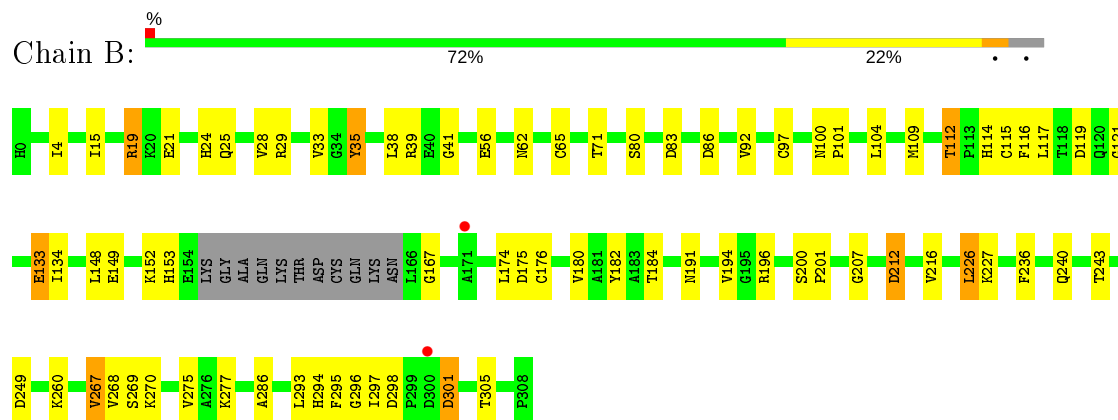 %
Chain B:
72% 22% • •
H0 I4 I15 R19 K20 E21 H24 Q25 V28 R29 V33 G34 Y35 L38 R39 E40 G41 E56 N62 C65 T71 S80 D83 D86 V92 C97 N100 P101 L104 M109 T112 P113 H114 C115 F116 L117 T118 D119 Q120
E133 I134 L148 E149 K152 H153 E154 LYS GLY ALA GLN LYS THR ASP CYS GLN LYS ASN L166 G167 A171 L174 D175 C176 V180 A181 Y182 A183 T184 N191 V194 G195 R196 S200 P201 G207 D212 V216 L226 K227 F236 Q240 T243
D249 K260 V267 V268 S269 K270 V275 A276 K277 A286 L293 H294 F295 G296 I297 D298 P299 D300 D301 T305 P308